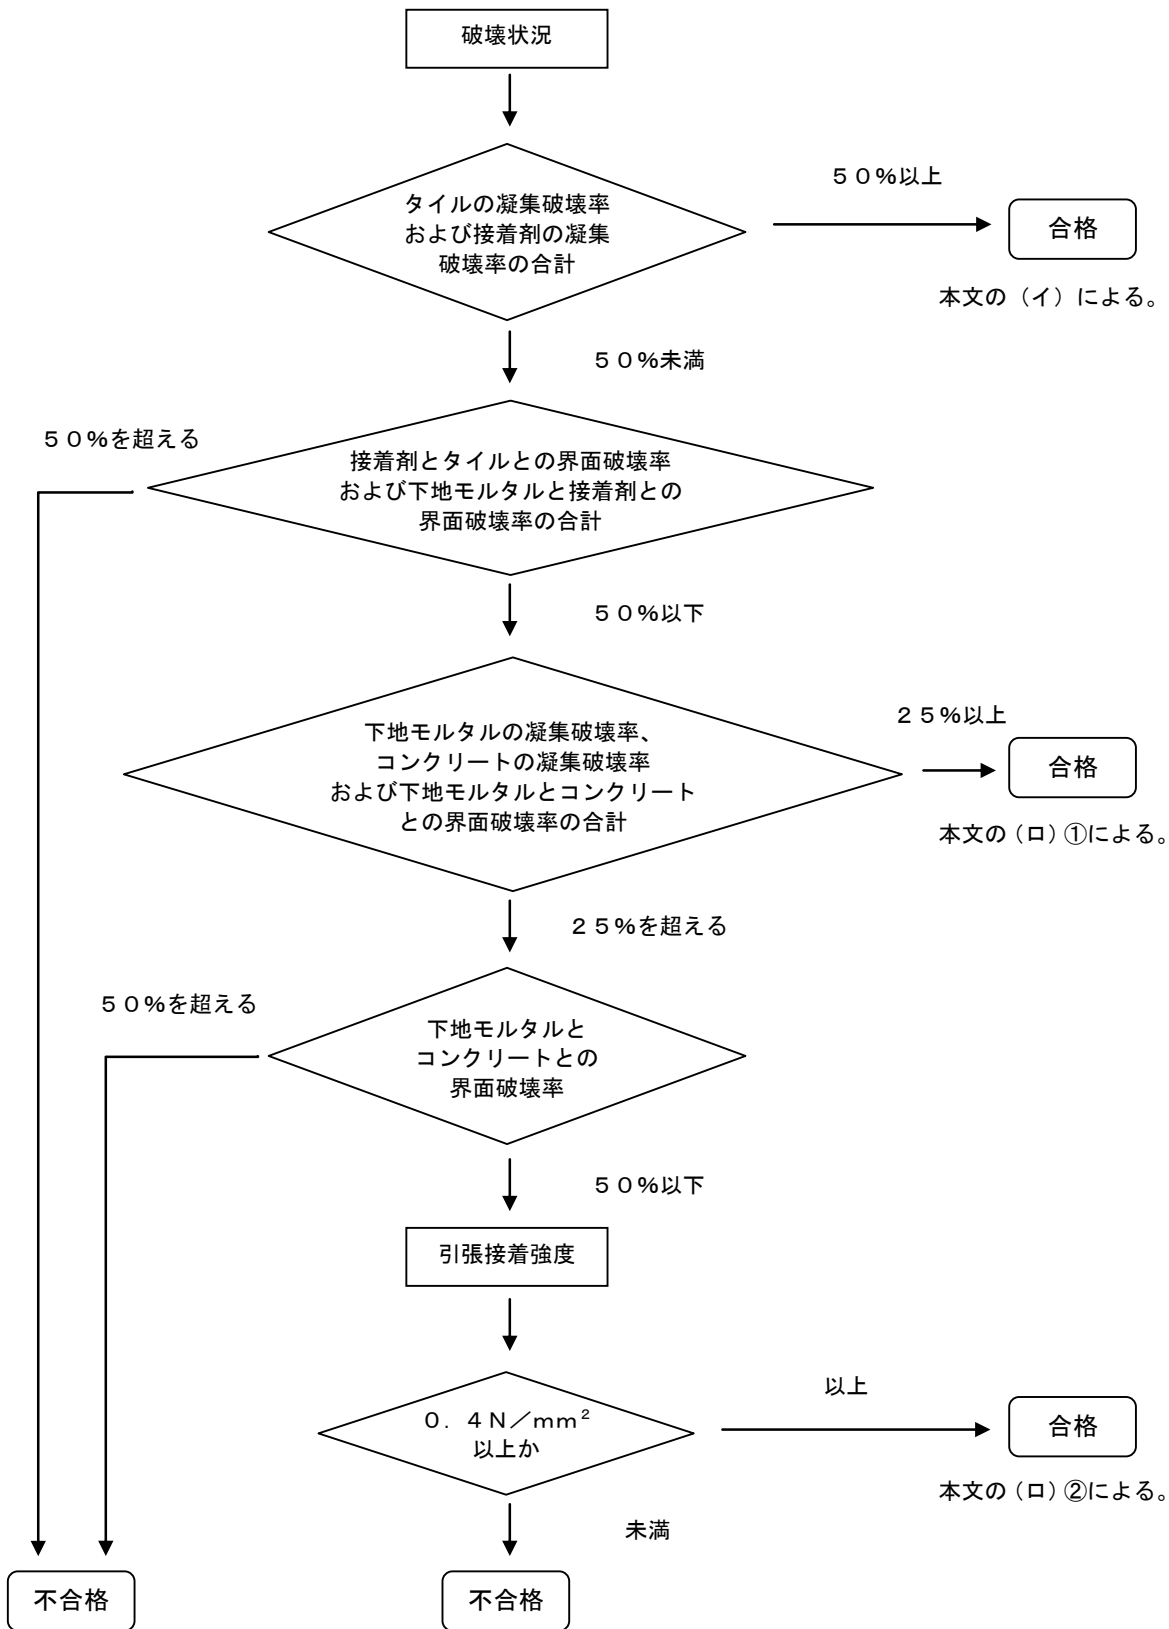 破壊状況
タイルの凝集破壊率
および接着剤の凝集
破壊率の合計
５０%以上
合格
本文の（イ）による。
５０%未満
５０%を超える
接着剤とタイルとの界面破壊率
および下地モルタルと接着剤との
界面破壊率の合計
５０%以下
下地モルタルの凝集破壊率、
コンクリートの凝集破壊率
および下地モルタルとコンクリート
との界面破壊率の合計
２５%以上
合格
本文の（ロ）①による。
２５%を超える
５０%を超える
下地モルタルと
コンクリートとの
界面破壊率
５０%以下
引張接着強度
０．４Ｎ／ｍｍ²
以上か
以上
合格
本文の（ロ）②による。
未満
不合格
不合格